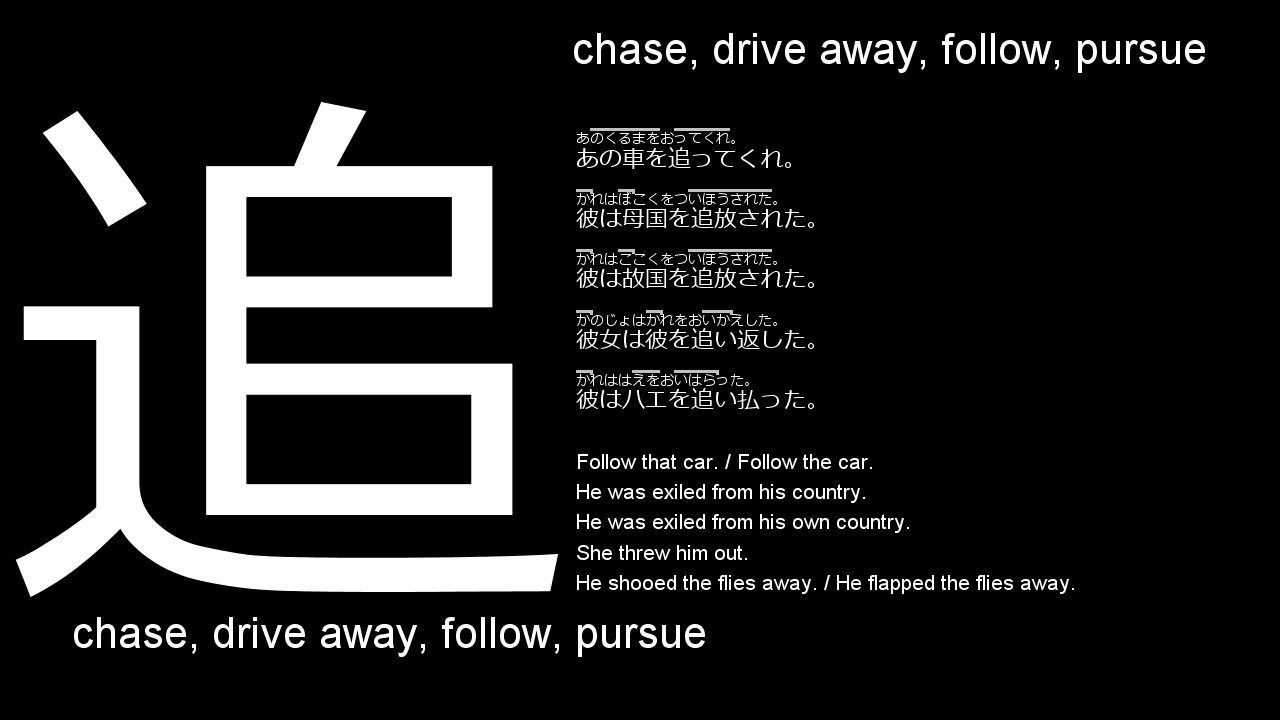 chase, drive away, follow, pursue
追
あのくるまをおってくれ。
あの車を追ってくれ。
かれはぼこくをついほうされた。
彼は母国を追放された。
かれはここくをついほうされた。
彼は故国を追放された。
かのじょはかれをおいかえした。
彼女は彼を追い返した。
かれははえをおいはらった。
彼はハエを追い払った。
Follow that car. / Follow the car.
He was exiled from his country.
He was exiled from his own country.
She threw him out.
He shooed the flies away. / He flapped the flies away.
chase, drive away, follow, pursue